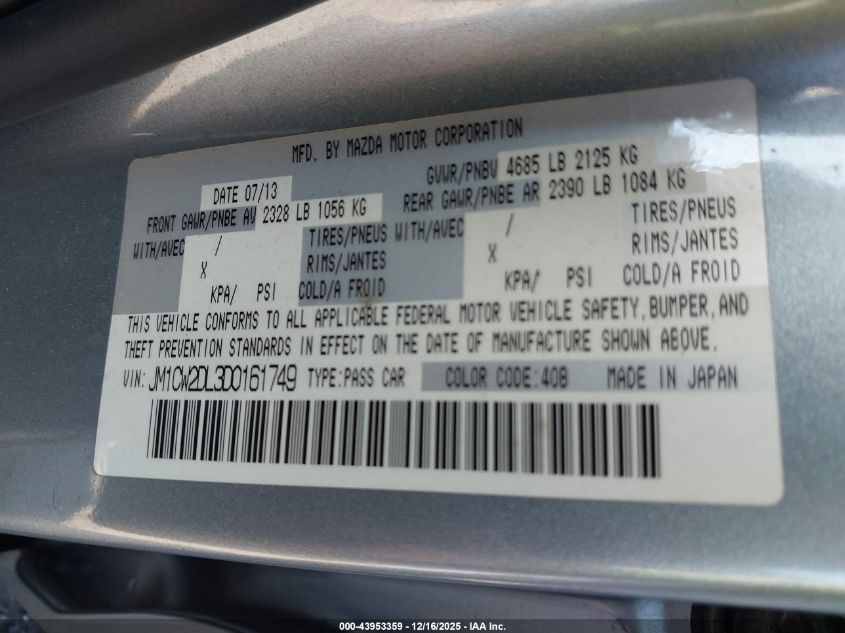 MFD. BY MAZDA MOTOR CORPORATION
DATE 07/13
GVWR/PNBV 4685 LB 2125 KG
FRONT GAWR/PNBE AV 2328 LB 1056 KG
REAR GAWR/PNBE AR 2390 LB 1084 KG
WITH/AVEC / TIRES/PNEUS WITH/AVEC / TIRES/PNEUS
X RIMS/JANTES X RIMS/JANTES
KPA/ PSI COLD/A FROID KPA/ PSI COLD/A FROID
THIS VEHICLE CONFORMS TO ALL APPLICABLE FEDERAL MOTOR VEHICLE SAFETY, BUMPER, AND
THEFT PREVENTION STANDARDS IN EFFECT ON THE DATE OF MANUFACTURE SHOWN ABOVE.
VIN: JM1CW2DL3D0161749 TYPE:PASS CAR COLOR CODE:40B MADE IN JAPAN
000-43953359 - 12/16/2025 - IAA Inc.